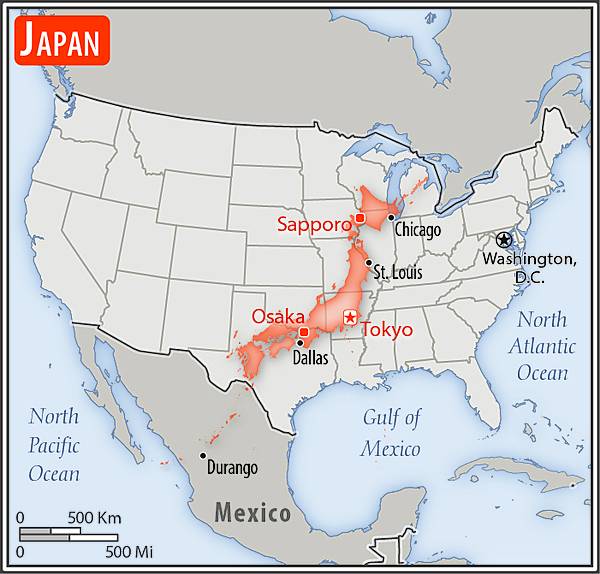 JAPAN
Sapporo
Chicago
Washington,
D.C.
St. Louis
Osaka
Tokyo
Dallas
North
Atlantic
Ocean
North
Pacific
Ocean
Gulf of
Mexico
Durango
Mexico
0 500 Km
0 500 Mi